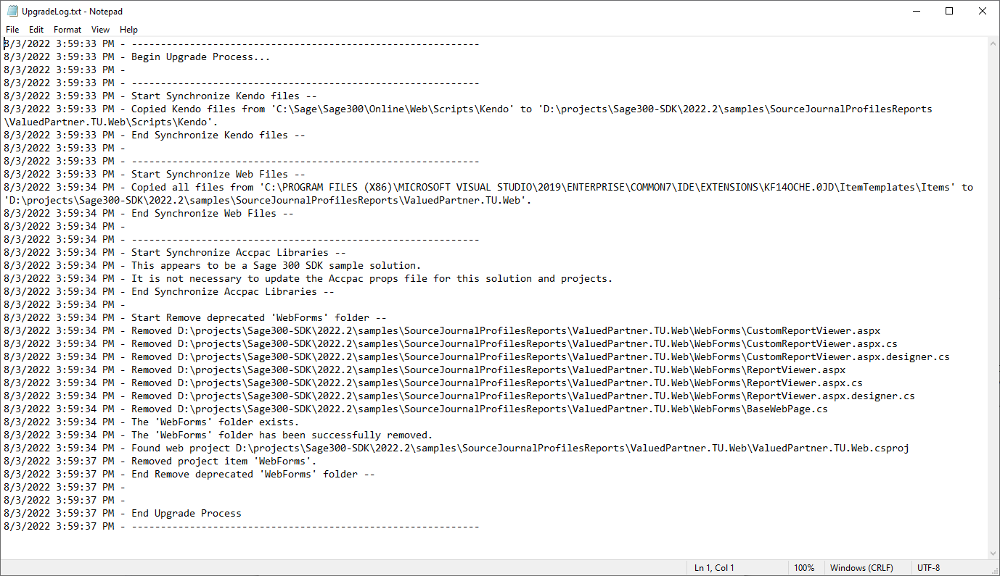 UpgradeLog.txt - Notepad
File Edit Format View Help
8/3/2022 3:59:33 PM - ------------------------------------------------------------
8/3/2022 3:59:33 PM - Begin Upgrade Process...
8/3/2022 3:59:33 PM -
8/3/2022 3:59:33 PM - ------------------------------------------------------------
8/3/2022 3:59:33 PM - Start Synchronize Kendo files --
8/3/2022 3:59:33 PM - Copied Kendo files from 'C:\Sage\Sage300\Online\Web\Scripts\Kendo' to 'D:\projects\Sage300-SDK\2022.2\samples\SourceJournalProfilesReports
\ValuedPartner.TU.Web\Scripts\Kendo'.
8/3/2022 3:59:33 PM - End Synchronize Kendo files --
8/3/2022 3:59:33 PM -
8/3/2022 3:59:33 PM - ------------------------------------------------------------
8/3/2022 3:59:33 PM - Start Synchronize Web Files --
8/3/2022 3:59:34 PM - Copied all files from 'C:\PROGRAM FILES (X86)\MICROSOFT VISUAL STUDIO\2019\ENTERPRISE\COMMON7\IDE\EXTENSIONS\KF14OCHE.0JD\ItemTemplates\Items' to
'D:\projects\Sage300-SDK\2022.2\samples\SourceJournalProfilesReports\ValuedPartner.TU.Web'.
8/3/2022 3:59:34 PM - End Synchronize Web Files --
8/3/2022 3:59:34 PM -
8/3/2022 3:59:34 PM - ------------------------------------------------------------
8/3/2022 3:59:34 PM - Start Synchronize Accpac Libraries --
8/3/2022 3:59:34 PM - This appears to be a Sage 300 SDK sample solution.
8/3/2022 3:59:34 PM - It is not necessary to update the Accpac props file for this solution and projects.
8/3/2022 3:59:34 PM - End Synchronize Accpac Libraries --
8/3/2022 3:59:34 PM -
8/3/2022 3:59:34 PM - Start Remove deprecated 'WebForms' folder --
8/3/2022 3:59:34 PM - Removed D:\projects\Sage300-SDK\2022.2\samples\SourceJournalProfilesReports\ValuedPartner.TU.Web\WebForms\CustomReportViewer.aspx
8/3/2022 3:59:34 PM - Removed D:\projects\Sage300-SDK\2022.2\samples\SourceJournalProfilesReports\ValuedPartner.TU.Web\WebForms\CustomReportViewer.aspx.cs
8/3/2022 3:59:34 PM - Removed D:\projects\Sage300-SDK\2022.2\samples\SourceJournalProfilesReports\ValuedPartner.TU.Web\WebForms\CustomReportViewer.aspx.designer.cs
8/3/2022 3:59:34 PM - Removed D:\projects\Sage300-SDK\2022.2\samples\SourceJournalProfilesReports\ValuedPartner.TU.Web\WebForms\ReportViewer.aspx
8/3/2022 3:59:34 PM - Removed D:\projects\Sage300-SDK\2022.2\samples\SourceJournalProfilesReports\ValuedPartner.TU.Web\WebForms\ReportViewer.aspx.cs
8/3/2022 3:59:34 PM - Removed D:\projects\Sage300-SDK\2022.2\samples\SourceJournalProfilesReports\ValuedPartner.TU.Web\WebForms\ReportViewer.aspx.designer.cs
8/3/2022 3:59:34 PM - Removed D:\projects\Sage300-SDK\2022.2\samples\SourceJournalProfilesReports\ValuedPartner.TU.Web\WebForms\BaseWebPage.cs
8/3/2022 3:59:34 PM - The 'WebForms' folder exists.
8/3/2022 3:59:34 PM - The 'WebForms' folder has been successfully removed.
8/3/2022 3:59:34 PM - Found web project D:\projects\Sage300-SDK\2022.2\samples\SourceJournalProfilesReports\ValuedPartner.TU.Web\ValuedPartner.TU.Web.csproj
8/3/2022 3:59:37 PM - Removed project item 'WebForms'.
8/3/2022 3:59:37 PM - End Remove deprecated 'WebForms' folder --
8/3/2022 3:59:37 PM -
8/3/2022 3:59:37 PM -
8/3/2022 3:59:37 PM - End Upgrade Process
8/3/2022 3:59:37 PM - ------------------------------------------------------------
Ln 1, Col 1 100% Windows (CRLF) UTF-8